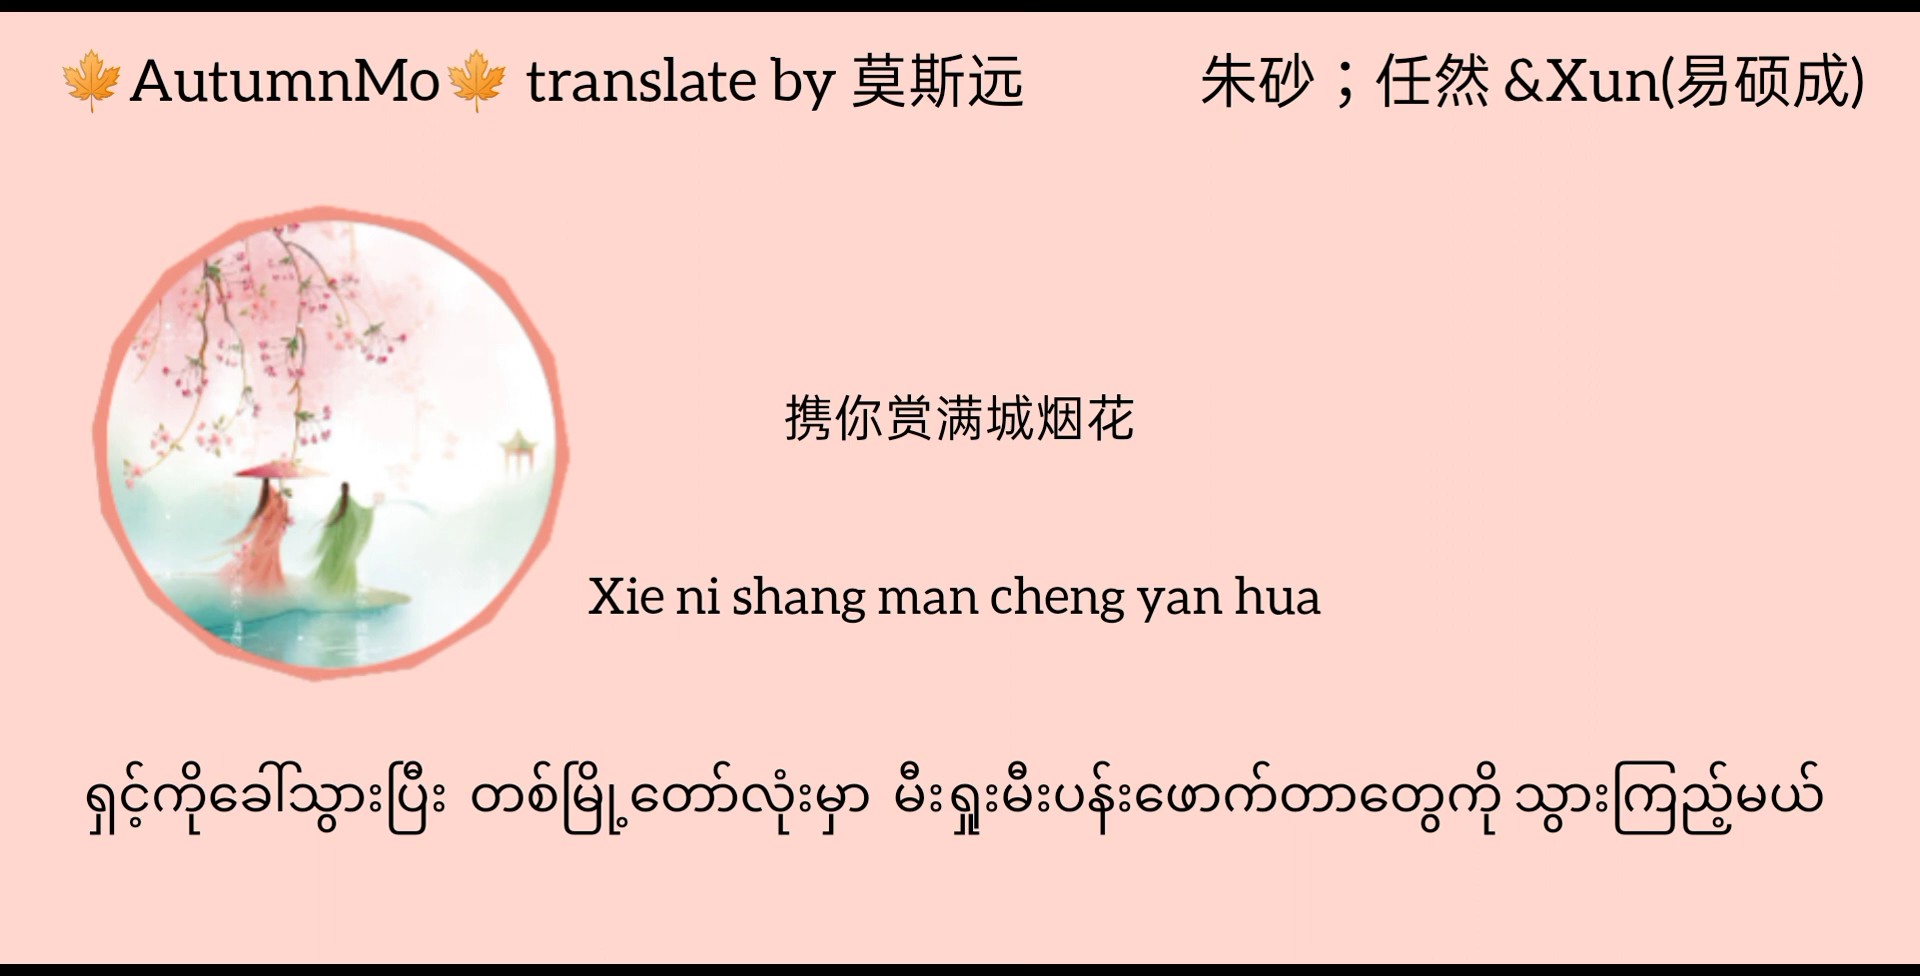 🍁AutumnMo🍁 translate by 莫斯远 朱砂；任然 &Xun(易硕成)
携你赏满城烟花
Xie ni shang man cheng yan hua
ရှင့်ကိုခေါ်သွားပြီး တစ်မြို့တော်လုံးမှာ မီးရှူးမီးပန်းဖောက်တာတွေကို သွားကြည့်မယ်